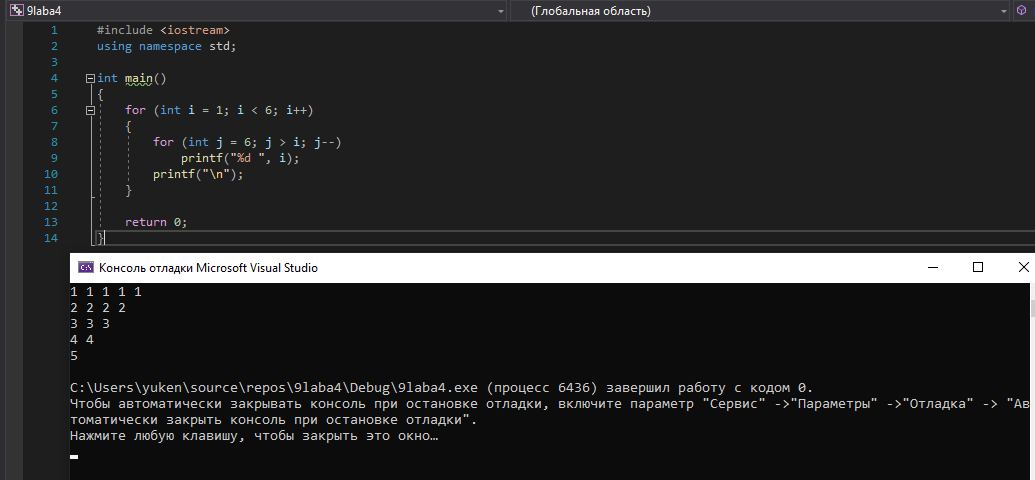 9laba4 (Глобальная область)
1 #include <iostream>
2 using namespace std;
3
4 int main()
5 {
6 for (int i = 1; i < 6; i++)
7 {
8 for (int j = 6; j > i; j--)
9 printf("%d ", i);
10 printf("\n");
11 }
12
13 return 0;
14 }
C:\ Консоль отладки Microsoft Visual Studio
1 1 1 1 1
2 2 2 2
3 3 3
4 4
5
C:\Users\yuken\source\repos\9laba4\Debug\9laba4.exe (процесс 6436) завершил работу с кодом 0.
Чтобы автоматически закрывать консоль при остановке отладки, включите параметр "Сервис" ->"Параметры" ->"Отладка" -> "Ав
томатически закрыть консоль при остановке отладки".
Нажмите любую клавишу, чтобы закрыть это окно…